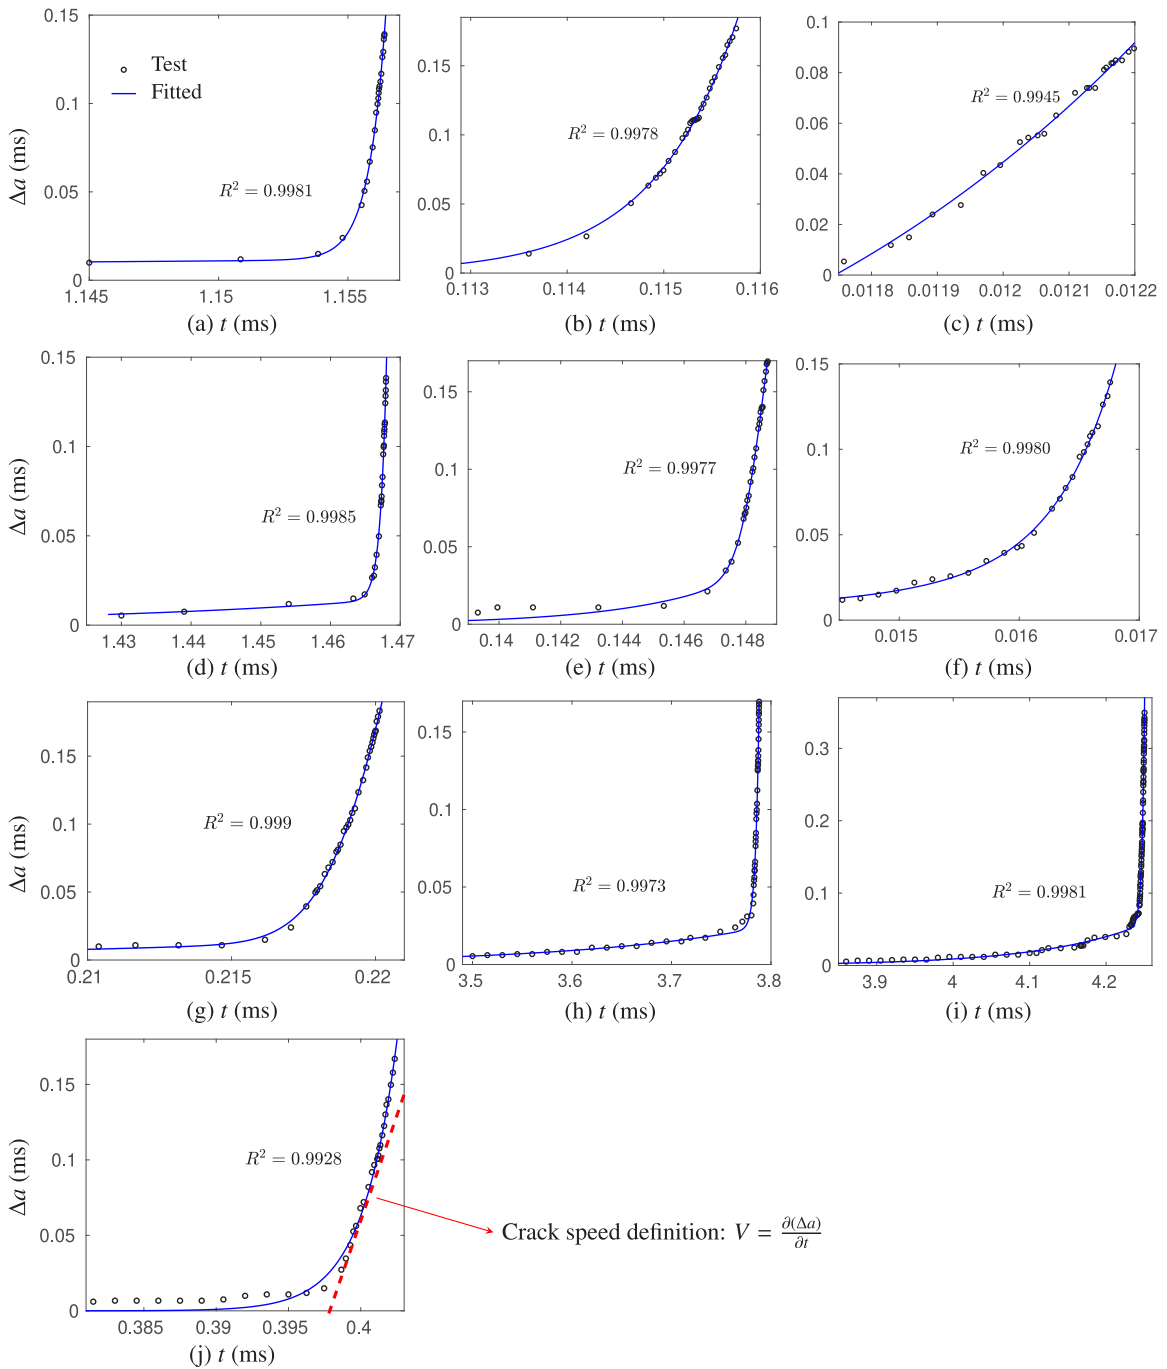 0.15
0.1
0.05
0
Δa (ms)
Test
Fitted
R² = 0.9981
1.145 1.15 1.155
(a) t (ms)
0.15
0.1
0.05
0
R² = 0.9978
0.113 0.114 0.115 0.116
(b) t (ms)
0.1
0.08
0.06
0.04
0.02
0
R² = 0.9945
0.0118 0.0119 0.012 0.0121 0.0122
(c) t (ms)
0.15
0.1
0.05
0
Δa (ms)
R² = 0.9985
1.43 1.44 1.45 1.46 1.47
(d) t (ms)
0.15
0.1
0.05
0
R² = 0.9977
0.14 0.142 0.144 0.146 0.148
(e) t (ms)
0.15
0.1
0.05
0
R² = 0.9980
0.015 0.016 0.017
(f) t (ms)
0.15
0.1
0.05
0
Δa (ms)
R² = 0.999
0.21 0.215 0.22
(g) t (ms)
0.15
0.1
0.05
0
R² = 0.9973
3.5 3.6 3.7 3.8
(h) t (ms)
0.3
0.2
0.1
0
R² = 0.9981
3.9 4 4.1 4.2
(i) t (ms)
0.15
0.1
0.05
0
Δa (ms)
R² = 0.9928
0.385 0.39 0.395 0.4
(j) t (ms)
Crack speed definition: V = ∂(Δa)/∂t